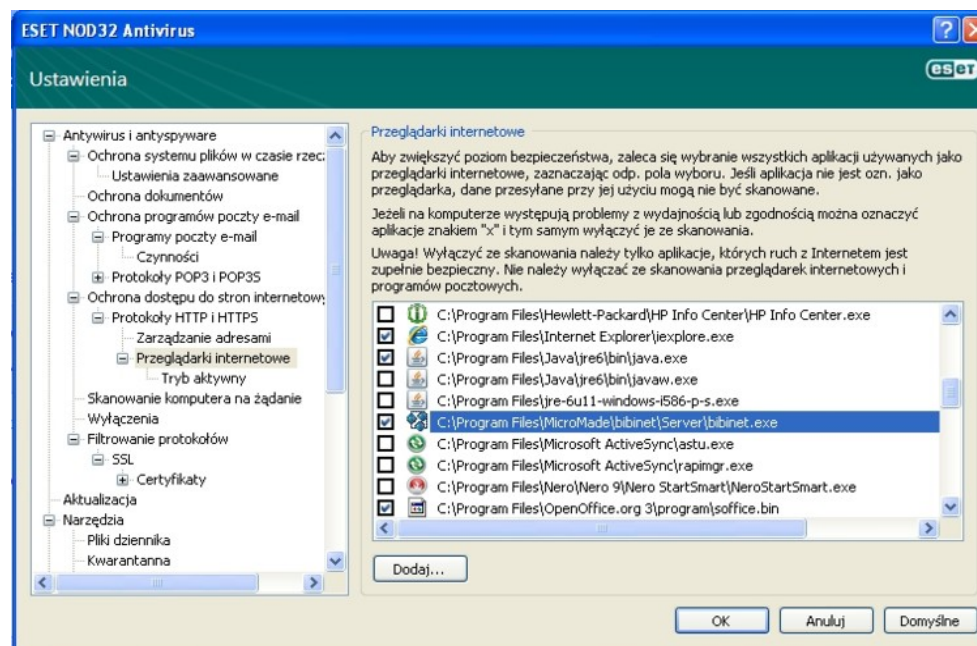 ESET NOD32 Antivirus
Ustawienia
eseT
Antywirus i antyspyware
Ochrona systemu plików w czasie rzec:
Ustawienia zaawansowane
Ochrona dokumentów
Ochrona programów poczty e-mail
Programy poczty e-mail
Czynności
Protokoły POP3 i POP3S
Ochrona dostępu do stron internetow
Protokoły HTTP i HTTPS
Zarządzanie adresami
Przeglądarki internetowe
Tryb aktywny
Skanowanie komputera na żądanie
Wyłączenia
Filtrowanie protokołów
SSL
Certyfikaty
Aktualizacja
Narzędzia
Pliki dziennika
Kwarantanna
Przeglądarki internetowe
Aby zwiększyć poziom bezpieczeństwa, zaleca się wybranie wszystkich aplikacji używanych jako
przeglądarki internetowe, zaznaczając odp. pola wyboru. Jeśli aplikacja nie jest ozn. jako
przeglądarka, dane przesyłane przy jej użyciu mogą nie być skanowane.
Jeżeli na komputerze występują problemy z wydajnością lub zgodnością można oznaczyć
aplikacje znakiem "x" i tym samym wyłączyć je ze skanowania.
Uwaga! Wyłączyć ze skanowania należy tylko aplikacje, których ruch z Internetem jest
zupełnie bezpieczny. Nie należy wyłączać ze skanowania przeglądarek internetowych i
programów pocztowych.
C:\Program Files\Hewlett-Packard\HP Info Center\HP Info Center.exe
C:\Program Files\Internet Explorer\iexplore.exe
C:\Program Files\Java\jre6\bin\java.exe
C:\Program Files\Java\jre6\bin\javaw.exe
C:\Program Files\jre-6u11-windows-i586-p-s.exe
C:\Program Files\MicroMade\bibinet\Server\bibinet.exe
C:\Program Files\Microsoft ActiveSync\astu.exe
C:\Program Files\Microsoft ActiveSync\rapimgr.exe
C:\Program Files\Nero\Nero 9\Nero StartSmart\NeroStartSmart.exe
C:\Program Files\OpenOffice.org 3\program\soffice.bin
Dodaj...
OK
Anuluj
Domyślne